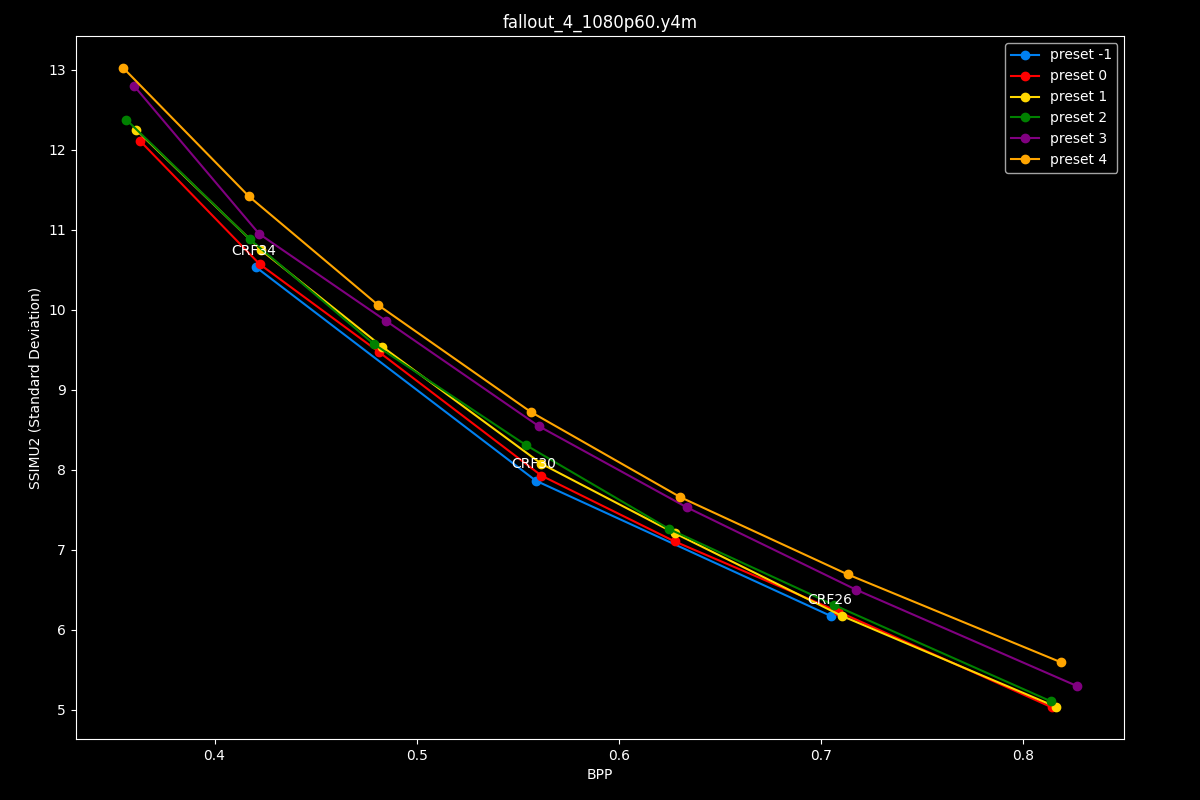 fallout_4_1080p60.y4m
preset -1
preset 0
preset 1
preset 2
preset 3
preset 4
13
12
11
10
9
8
7
6
5
SSIMU2 (Standard Deviation)
CRF34
CRF30
CRF26
0.4
0.5
0.6
0.7
0.8
BPP